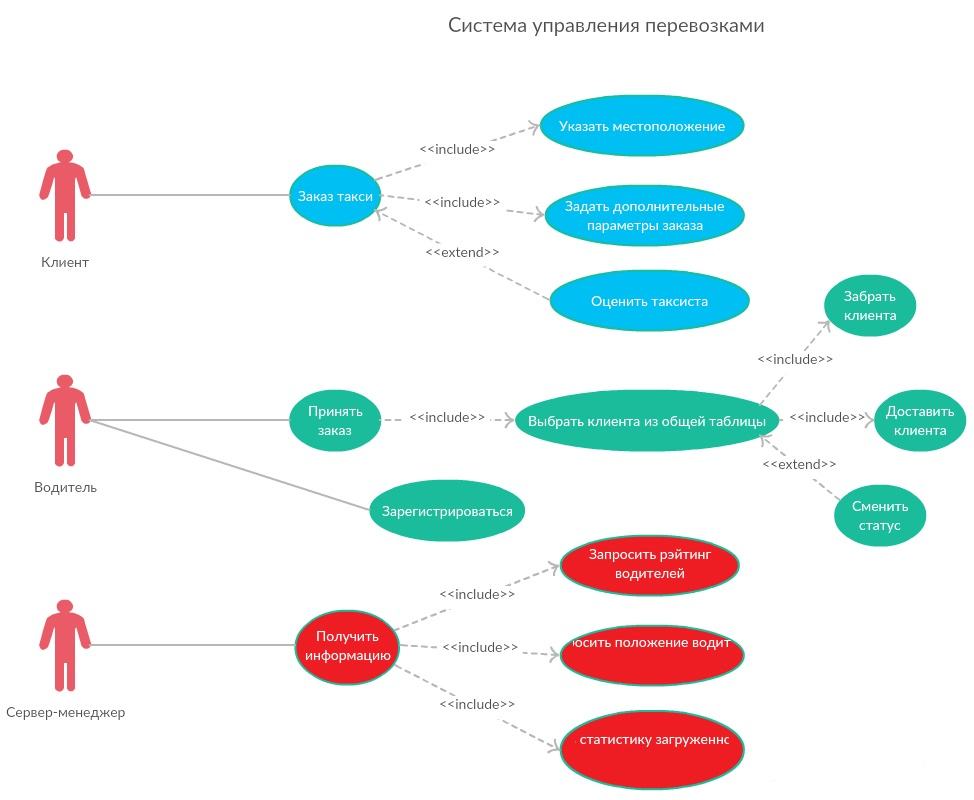 Система управления перевозками
Указать местоположение
<<include>>
Заказ такси
<<include>>
Задать дополнительные
параметры заказа
<<extend>>
Клиент
Оценить таксиста
Забрать
клиента
<<include>>
Принять
заказ
<<include>>
Выбрать клиента из общей таблицы
<<include>>
Доставить
клиента
<<extend>>
Водитель
Зарегистрироваться
Сменить
статус
Запросить рэйтинг
водителей
<<include>>
Получить
информацию
<<include>>
осить положение водит
<<include>>
Сервер-менеджер
статистику загруженно